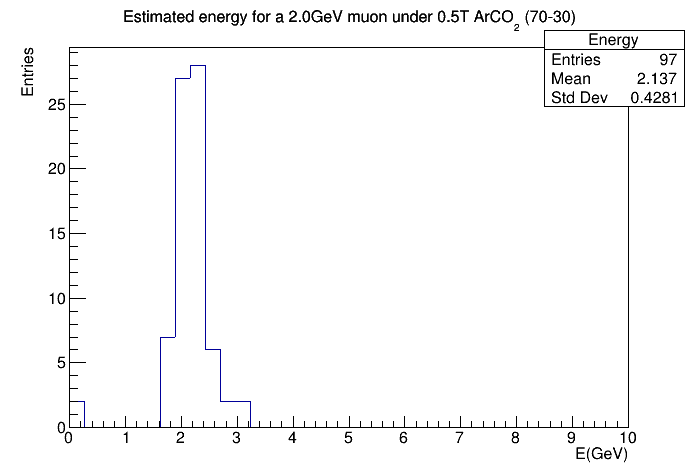 Estimated energy for a 2.0GeV muon under 0.5T ArCO2 (70-30)
Energy
Entries 97
Mean 2.137
Std Dev 0.4281
Entries
25
20
15
10
5
0
0 1 2 3 4 5 6 7 8 9 10
E(GeV)